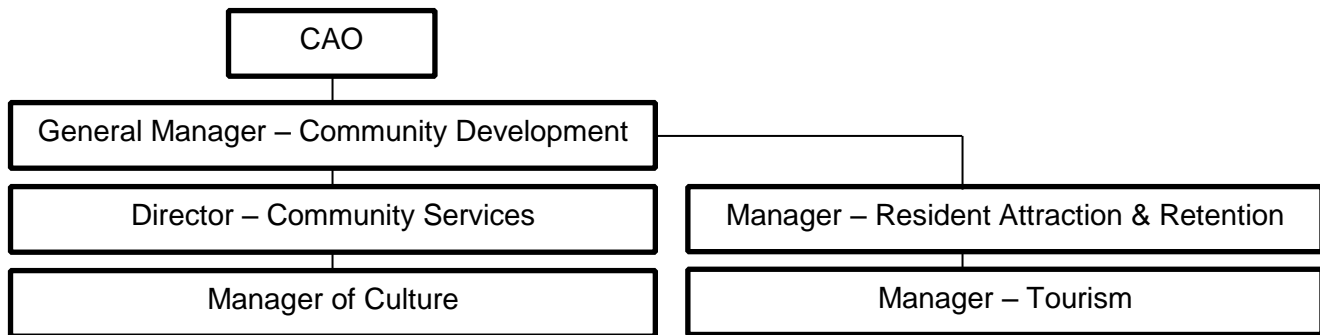 CAO
General Manager – Community Development
Director – Community Services
Manager – Resident Attraction & Retention
Manager of Culture
Manager – Tourism